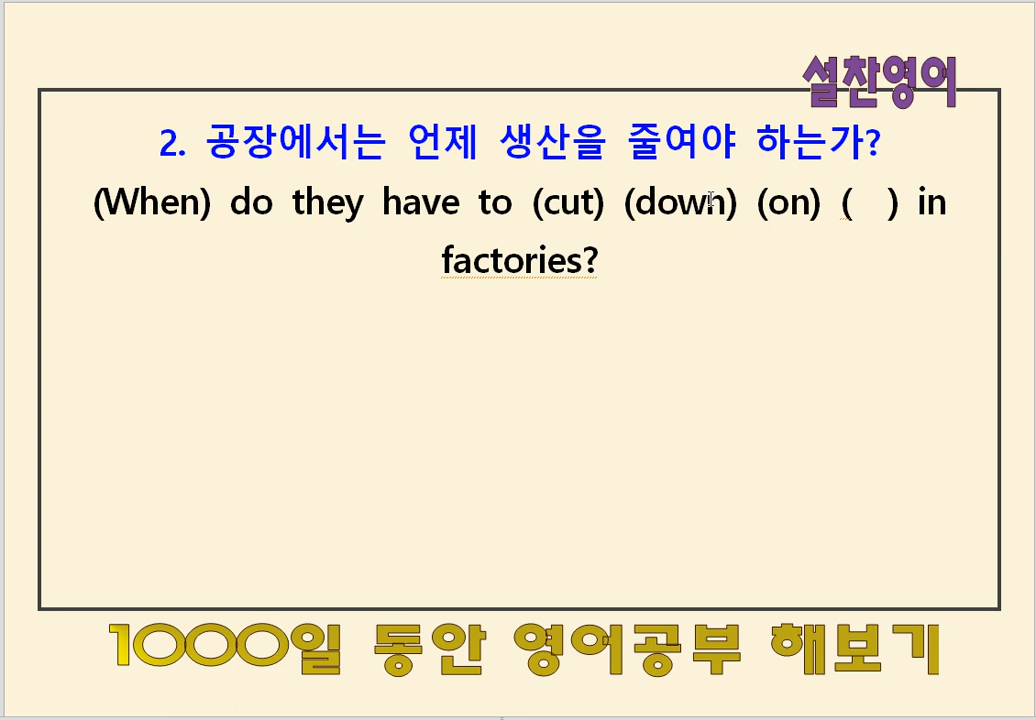 설찬영어
2. 공장에서는 언제 생산을 줄여야 하는가?
(When) do they have to (cut) (down) (on) ( ) in
factories?
1000일 동안 영어공부 해보기